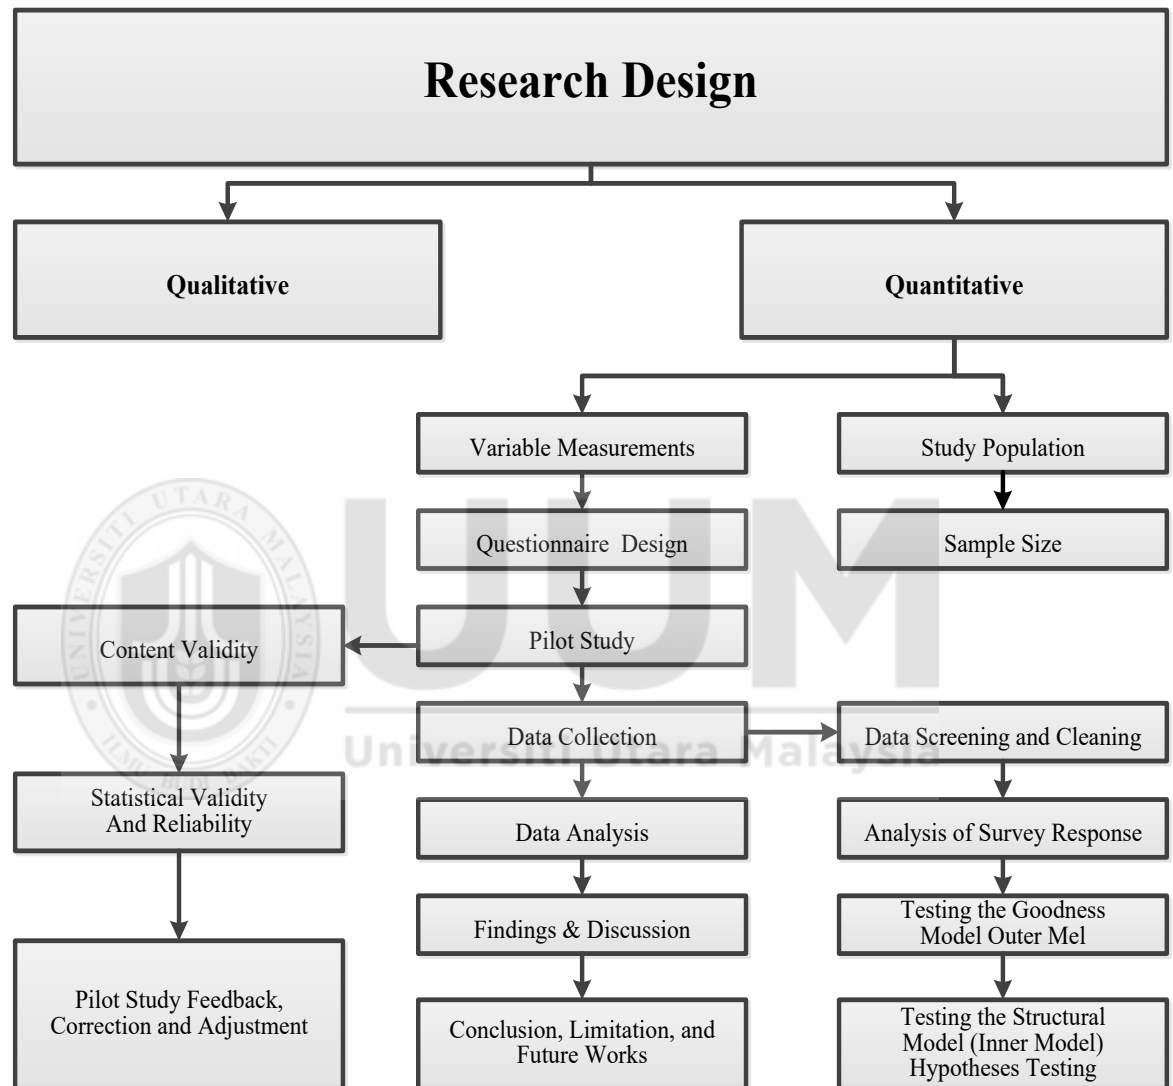 Research Design
Qualitative
Quantitative
Variable Measurements
Study Population
Questionnaire Design
Sample Size
Content Validity
Pilot Study
Data Collection
Data Screening and Cleaning
Statistical Validity
And Reliability
Data Analysis
Analysis of Survey Response
Findings & Discussion
Testing the Goodness
Model Outer Mel
Pilot Study Feedback,
Correction and Adjustment
Conclusion, Limitation, and
Future Works
Testing the Structural
Model (Inner Model)
Hypotheses Testing
UNIVERSITI UTARA MALAYSIA
ILMU BUDI BAKTI
UUM
Universiti Utara Malaysia